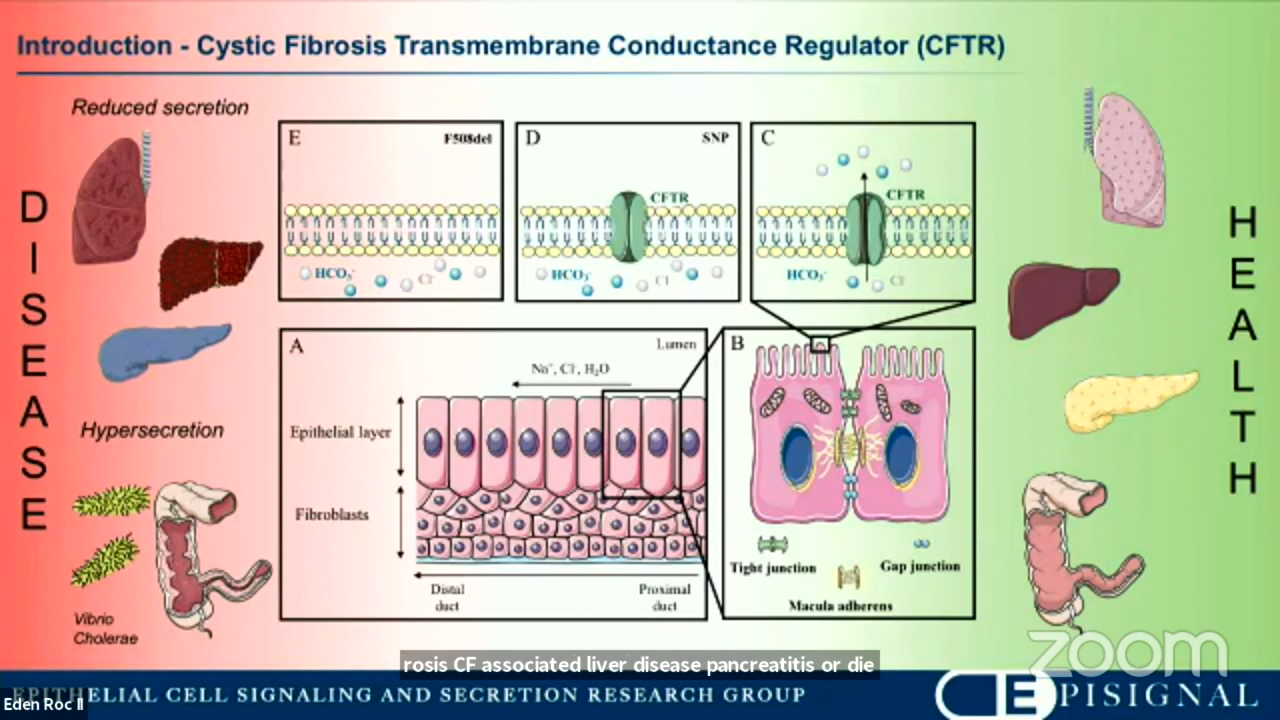 Introduction - Cystic Fibrosis Transmembrane Conductance Regulator (CFTR)
Reduced secretion
DISEASE
Hypersecretion
Vibrio
Cholerae
E
F508del
HCO₃⁻
Cl⁻
D
SNP
CFTR
HCO₃⁻
Cl⁻
C
CFTR
HCO₃⁻
Cl⁻
A
Lumen
Na⁺, Cl⁻, H₂O
Epithelial layer
Fibroblasts
Distal
duct
Proximal
duct
B
Tight junction
Gap junction
Macula adherens
HEALTH
zoom
rosis CF associated liver disease pancreatitis or die
EPITHELIAL CELL SIGNALING AND SECRETION RESEARCH GROUP
EPISIGNAL
Eden Roc II